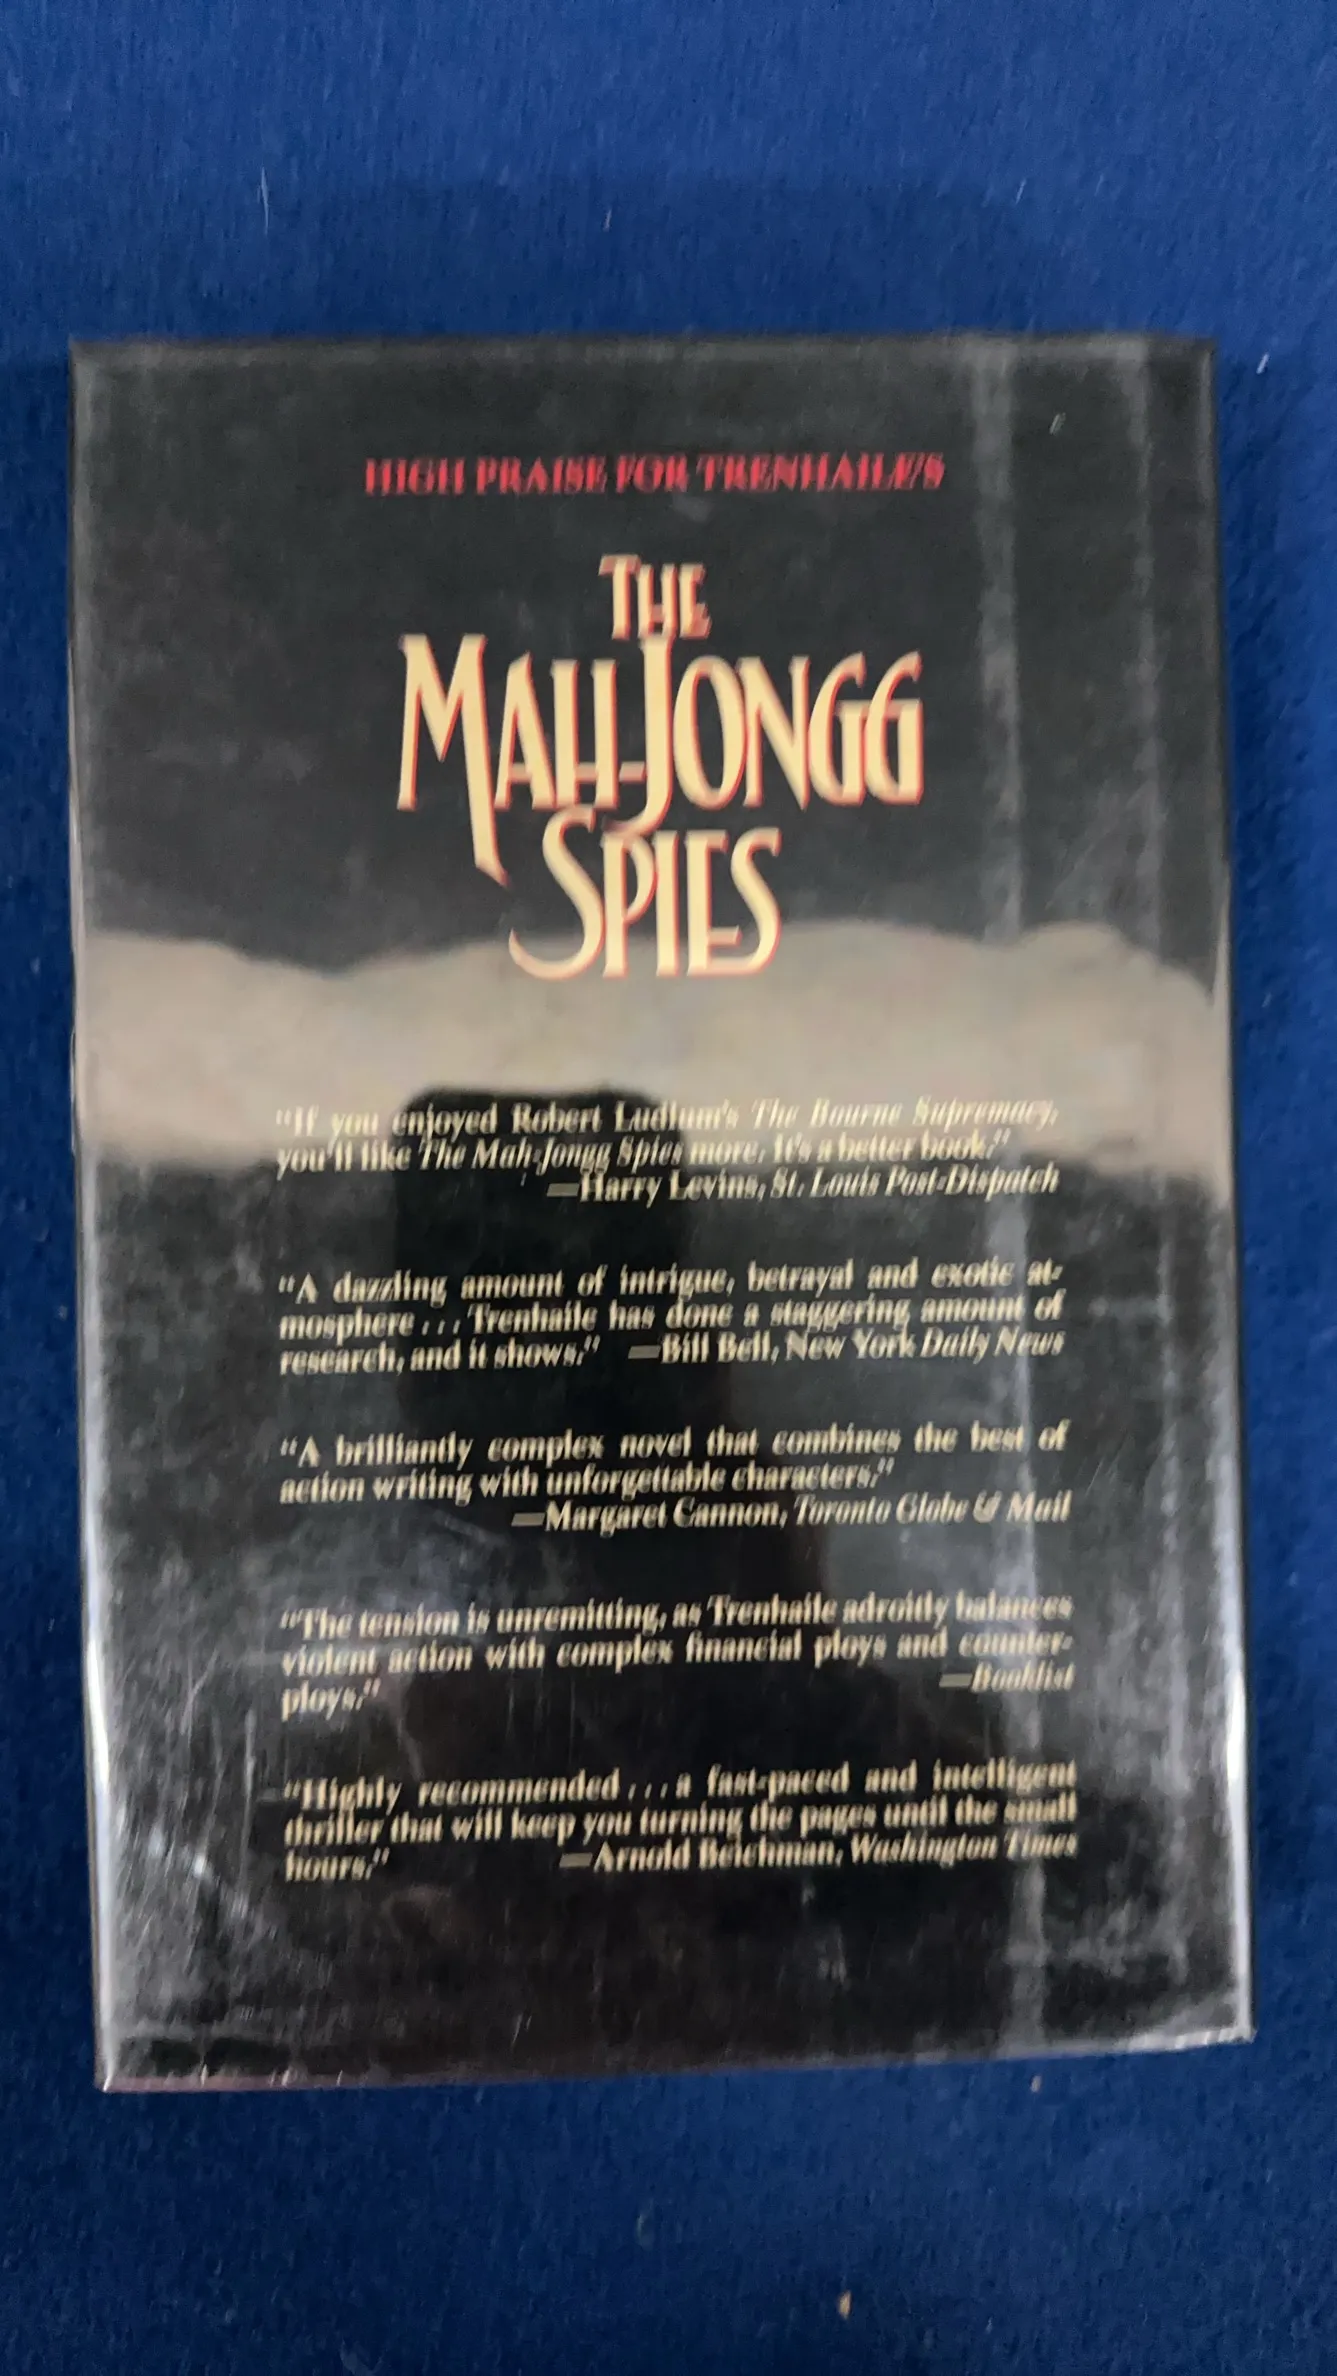 HIGH PRAISE FOR TRENHAILE'S
THE
MAH-JONGG
SPIES
"If you enjoyed Robert Ludlum's The Bourne Supremacy,
you'll like The Mah-Jongg Spies more. It's a better book."
—Harry Levins, St. Louis Post-Dispatch
"A dazzling amount of intrigue, betrayal and exotic at-
mosphere . . . Trenhaile has done a staggering amount of
research, and it shows." —Bill Bell, New York Daily News
"A brilliantly complex novel that combines the best of
action writing with unforgettable characters."
—Margaret Cannon, Toronto Globe & Mail
"The tension is unremitting, as Trenhaile adroitly balances
violent action with complex financial ploys and counter-
ploys." —Booklist
"Highly recommended . . . a fast-paced and intelligent
thriller that will keep you turning the pages until the small
hours." —Arnold Beichman, Washington Times